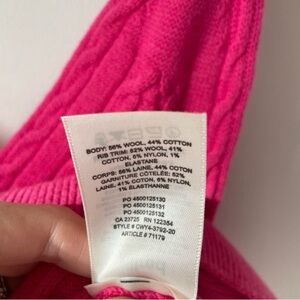 BODY: 56% WOOL, 44% COTTON
RIB TRIM: 52% WOOL, 41%
COTTON, 6% NYLON, 1%
ELASTANE
CORPS: 56% LAINE, 44% COTON
GARNITURE CÔTELÉE: 52%
LAINE, 41% COTON, 6% NYLON,
1% ÉLASTHANNE
PO 4500125130
PO 4500125131
PO 4500125132
CA 23725 RN 122354
STYLE # CWY4-3792-20
ARTICLE # 71179